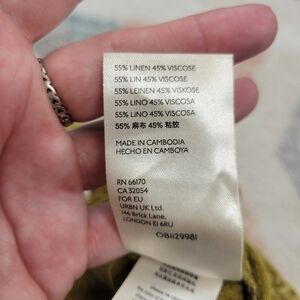 55% LINEN 45% VISCOSE
55% LIN 45% VISCOSE
55% LEINEN 45% VISKOSE
55% LINO 45% VISCOSA
55% LINO 45% VISCOSA
55% 麻布 45% 粘胶
MADE IN CAMBODIA
HECHO EN CAMBOYA
RN 66170
CA 32054
FOR EU
URBN UK Ltd.
146 Brick Lane,
LONDON E1 6RU
OB1129981